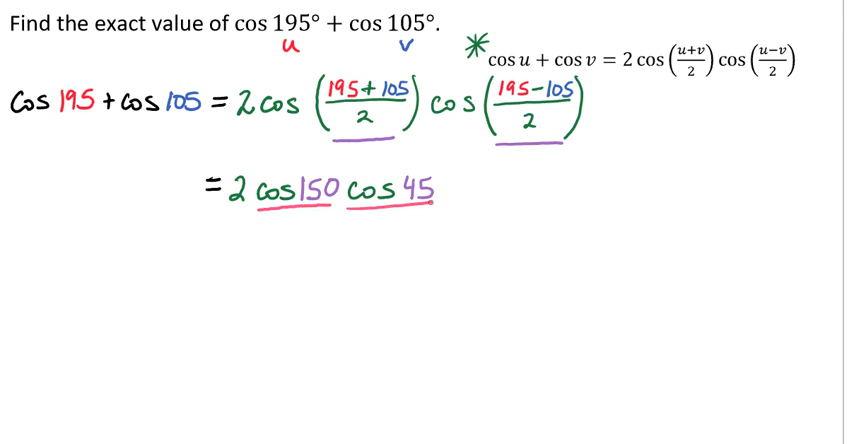 Find the exact value of cos 195° + cos 105°.
u v
* cos u + cos v = 2 cos ((u+v)/2) cos ((u−v)/2)
Cos 195 + cos 105 = 2 cos ((195 + 105)/2) cos ((195 − 105)/2)
= 2 cos 150 cos 45